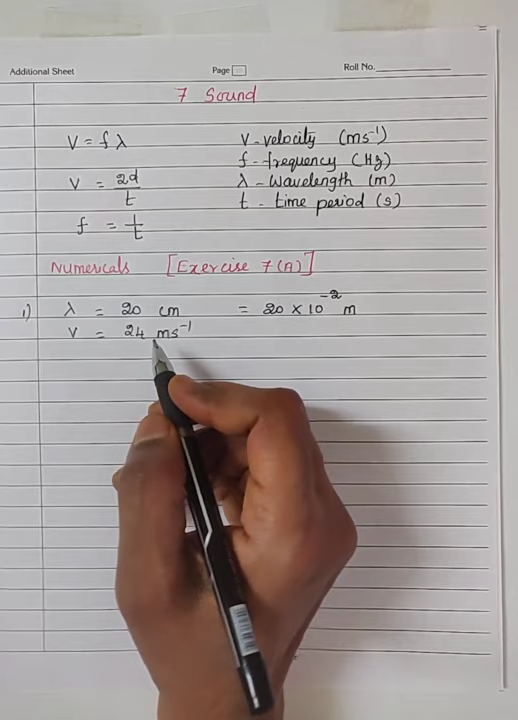 Additional Sheet Page Roll No.
7 Sound
V = fλ V - velocity (ms⁻¹)
f - frequency (Hz)
V = 2d/t λ - Wavelength (m)
t - time period (s)
f = 1/t
Numericals [Exercise 7(A)]
1) λ = 20 cm = 20 × 10⁻² m
V = 24 ms⁻¹